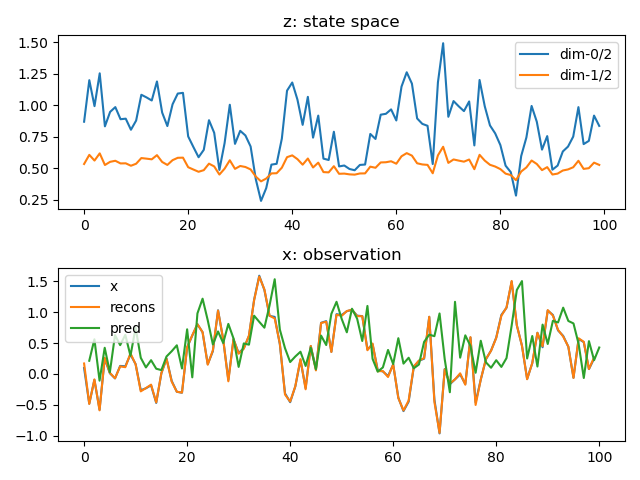 z: state space
1.50
1.25
1.00
0.75
0.50
0.25
dim-0/2
dim-1/2
0 20 40 60 80 100
x: observation
1.5
1.0
0.5
0.0
−0.5
−1.0
x
recons
pred
0 20 40 60 80 100